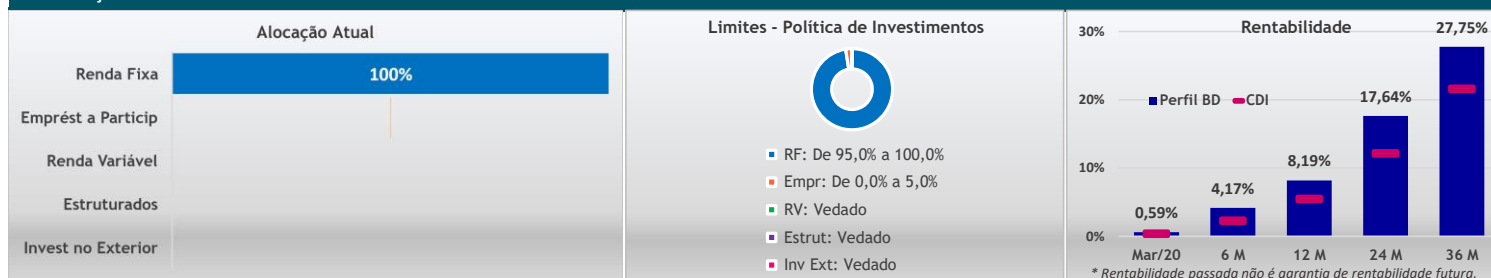 Alocação Atual
Renda Fixa
100%
Emprést a Particip
Renda Variável
Estruturados
Invest no Exterior
Limites - Política de Investimentos
RF: De 95,0% a 100,0%
Empr: De 0,0% a 5,0%
RV: Vedado
Estrut: Vedado
Inv Ext: Vedado
Rentabilidade
30%
20%
10%
0%
Perfil BD
CDI
0,59%
4,17%
8,19%
17,64%
27,75%
Mar/20
6 M
12 M
24 M
36 M
* Rentabilidade passada não é garantia de rentabilidade futura.